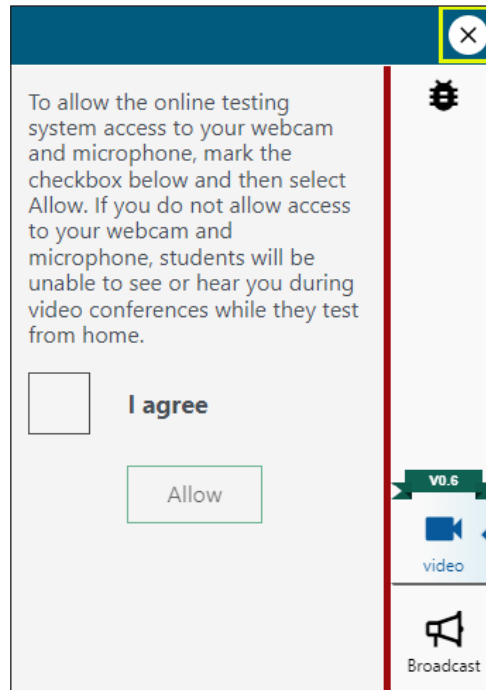 To allow the online testing
system access to your webcam
and microphone, mark the
checkbox below and then select
Allow. If you do not allow access
to your webcam and
microphone, students will be
unable to see or hear you during
video conferences while they test
from home.
I agree
Allow
V0.6
video
Broadcast